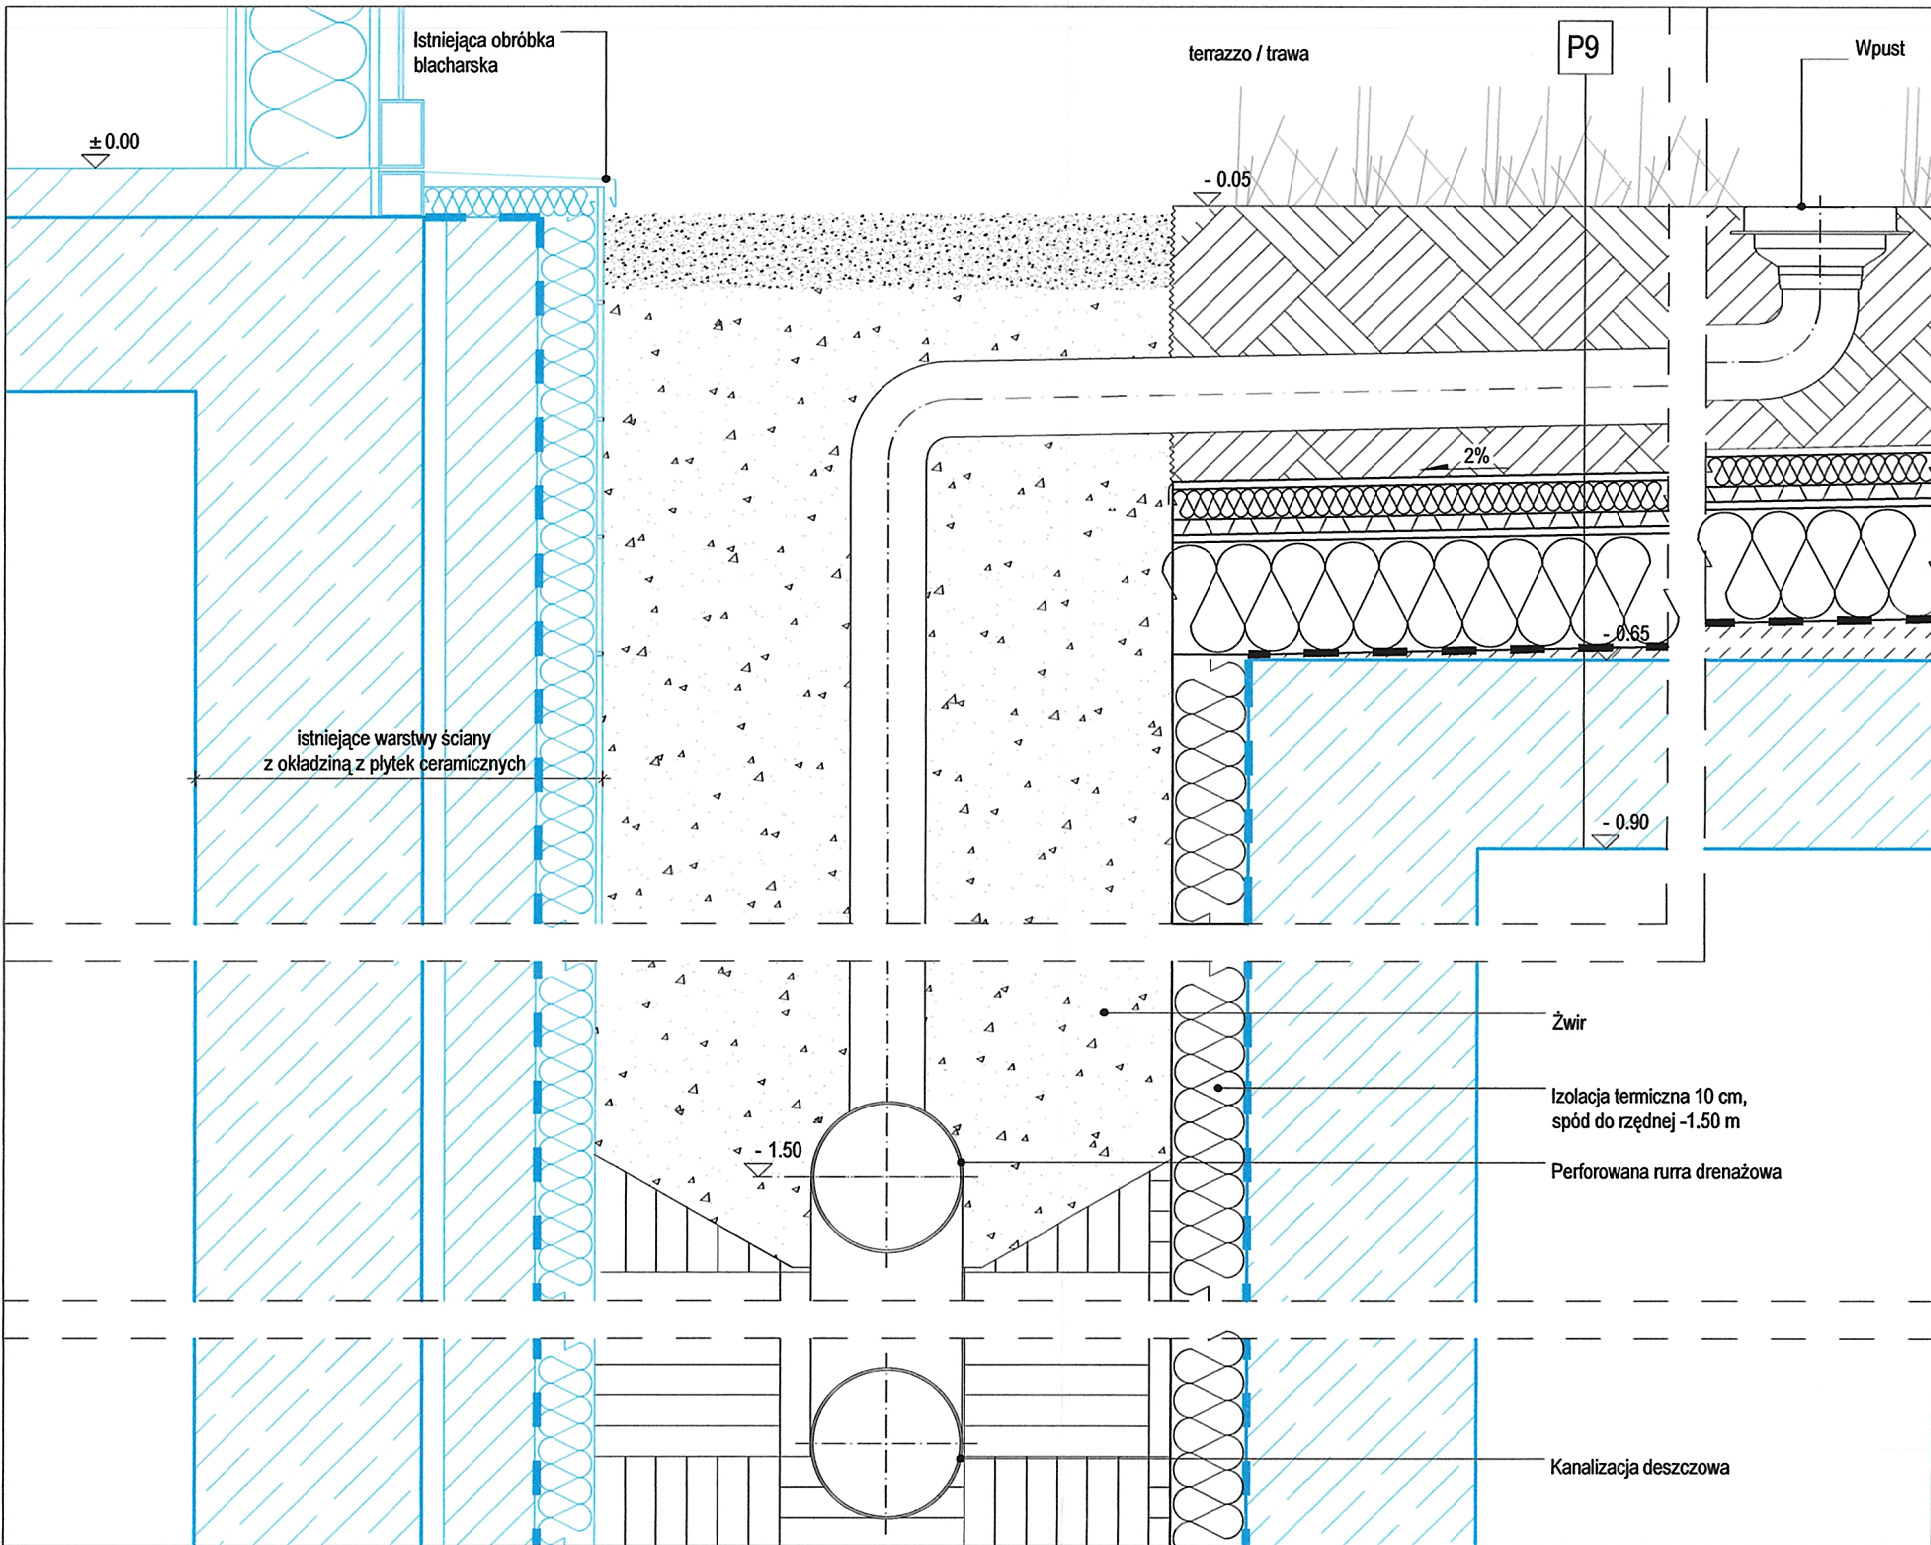 Istniejąca obróbka
blacharska
terrazzo / trawa
P9
Wpust
± 0.00
- 0.05
2%
- 0.65
istniejące warstwy ściany
z okładziną z płytek ceramicznych
- 0.90
Żwir
Izolacja termiczna 10 cm,
spód do rzędnej -1.50 m
- 1.50
Perforowana rurra drenażowa
Kanalizacja deszczowa